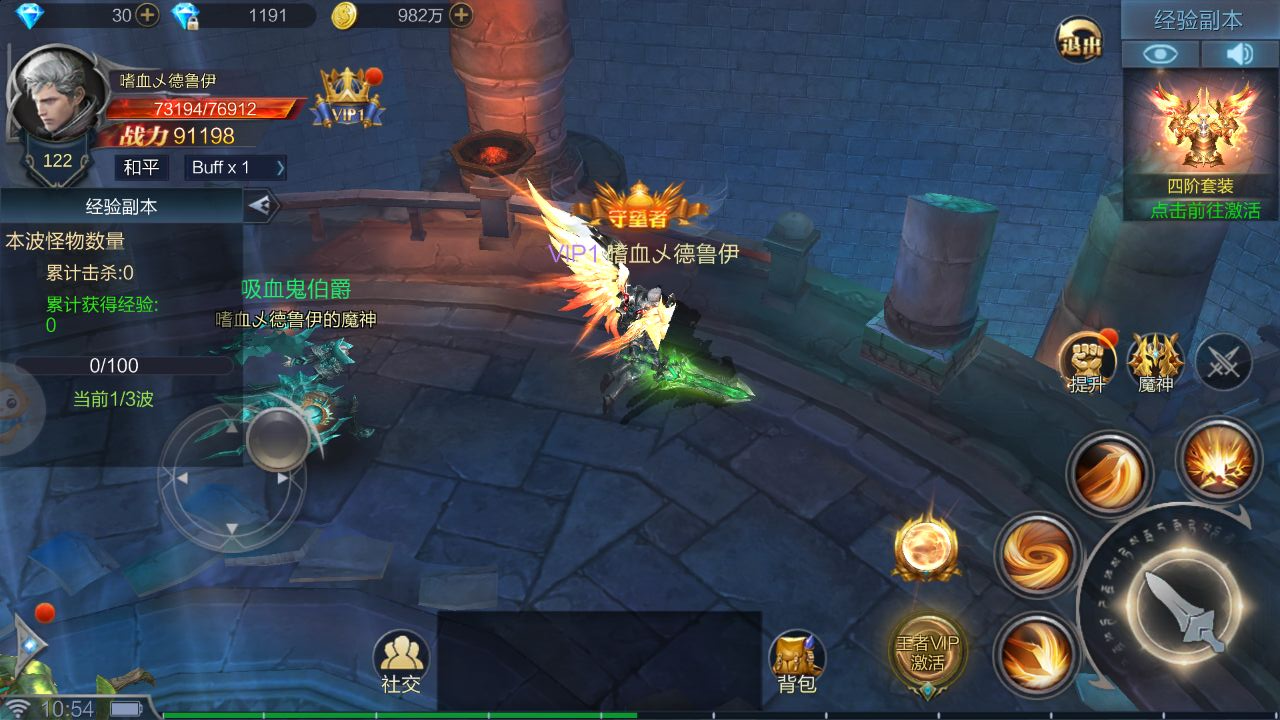 30
1191
982万
退出
经验副本
嗜血乄德鲁伊
73194/76912
VIP1
战力 91198
122
和平
Buff x 1
四阶套装
点击前往激活
经验副本
守望者
本波怪物数量
VIP1 嗜血乄德鲁伊
累计击杀:0
吸血鬼伯爵
累计获得经验:
0
嗜血乄德鲁伊的魔神
0/100
提升
魔神
当前1/3波
王者VIP
激活
社交
背包
10:54